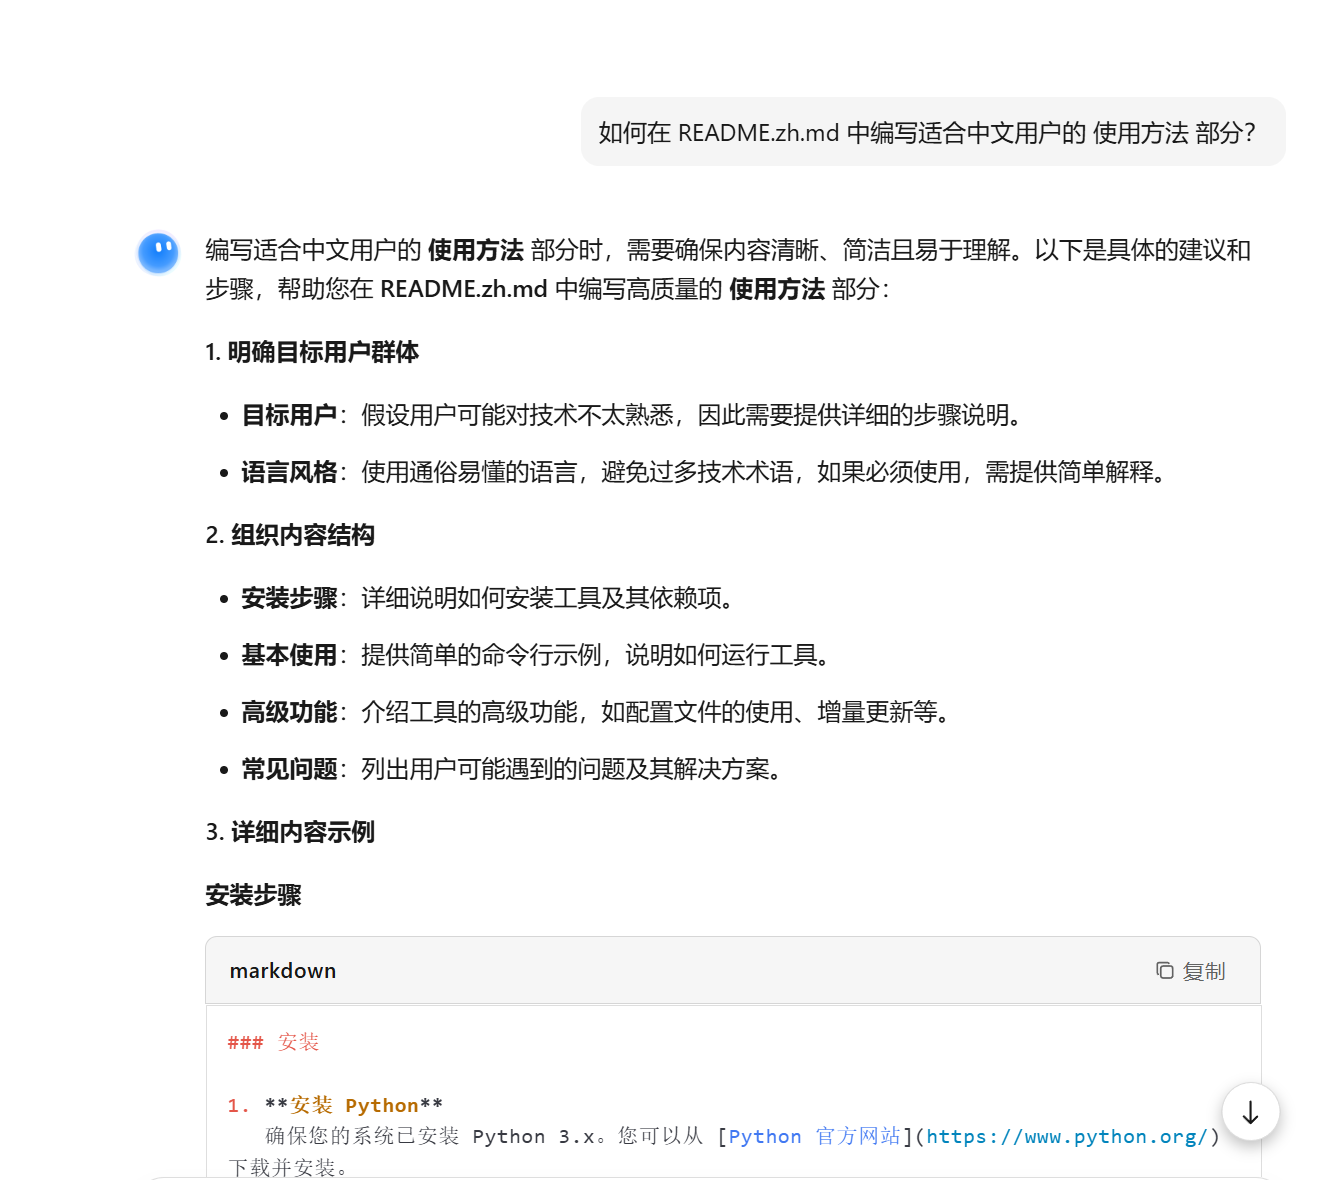 如何在 README.zh.md 中编写适合中文用户的 使用方法 部分？
编写适合中文用户的 使用方法 部分时，需要确保内容清晰、简洁且易于理解。以下是具体的建议和
步骤，帮助您在 README.zh.md 中编写高质量的 使用方法 部分：
1. 明确目标用户群体
• 目标用户：假设用户可能对技术不太熟悉，因此需要提供详细的步骤说明。
• 语言风格：使用通俗易懂的语言，避免过多技术术语，如果必须使用，需提供简单解释。
2. 组织内容结构
• 安装步骤：详细说明如何安装工具及其依赖项。
• 基本使用：提供简单的命令行示例，说明如何运行工具。
• 高级功能：介绍工具的高级功能，如配置文件的使用、增量更新等。
• 常见问题：列出用户可能遇到的问题及其解决方案。
3. 详细内容示例
安装步骤
markdown 复制
### 安装
1. **安装 Python**
确保您的系统已安装 Python 3.x。您可以从 [Python 官方网站](https://www.python.org/)
下载并安装。